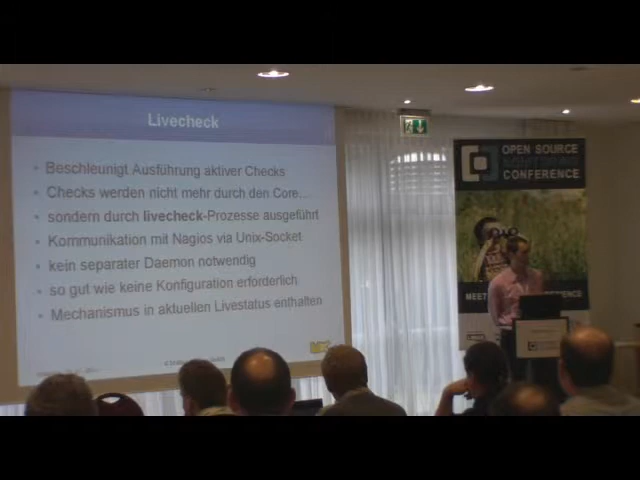 Livecheck
Beschleunigt Ausführung aktiver Checks
Checks werden nicht mehr durch den Core...
sondern durch livecheck-Prozesse ausgeführt
Kommunikation mit Nagios via Unix-Socket
kein separater Daemon notwendig
so gut wie keine Konfiguration erforderlich
Mechanismus in aktuellen Livestatus enthalten
OPEN SOURCE
MONITORING
CONFERENCE